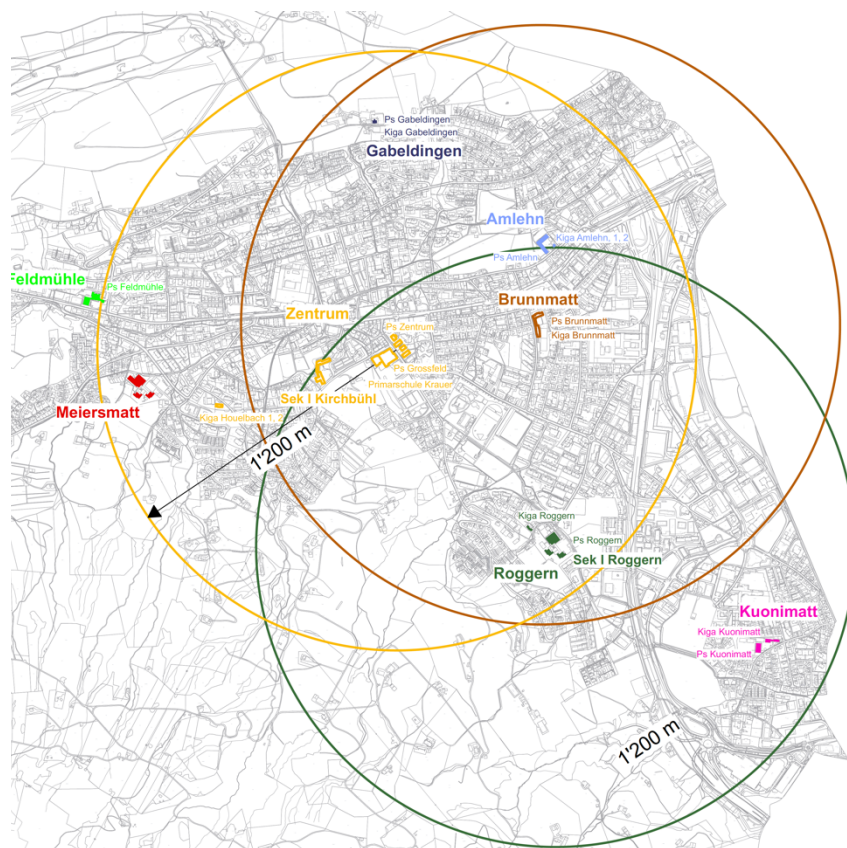 Ps Gabeldingen
Kiga Gabeldingen
Gabeldingen
Amlehn
Kiga Amlehn, 1, 2
Ps Amlehn
Feldmühle
Ps Feldmühle
Brunnmatt
Zentrum
Ps Zentrum
Ps Brunnmatt
Kiga Brunnmatt
Ps Grossfeld
Primarschule Krauer
Sek I Kirchbühl
Meiersmatt
Kiga Houelbach 1, 2
1'200 m
Kiga Roggern
Ps Roggern
Sek I Roggern
Roggern
Kuonimatt
Kiga Kuonimatt
Ps Kuonimatt
1'200 m